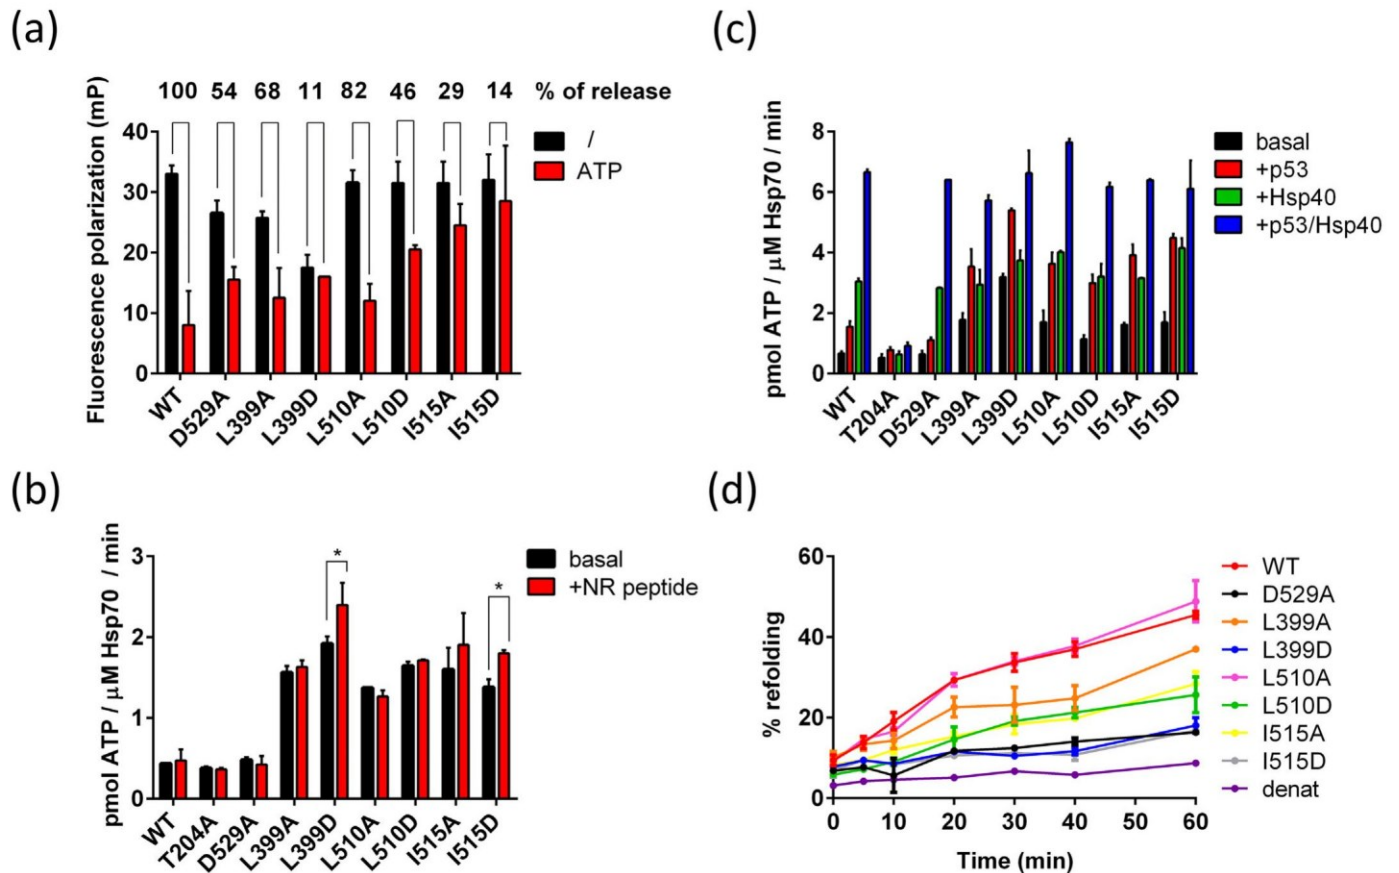 (a)
100 54 68 11 82 46 29 14 % of release
Fluorescence polarization (mP)
40
30
20
10
0
/
ATP
WT D529A L399A L399D L510A L510D I515A I515D
(c)
pmol ATP / μM Hsp70 / min
8
6
4
2
0
basal
+p53
+Hsp40
+p53/Hsp40
WT T204A D529A L399A L399D L510A L510D I515A I515D
(b)
pmol ATP / μM Hsp70 / min
3
2
1
0
* *
basal
+NR peptide
WT T204A D529A L399A L399D L510A L510D I515A I515D
(d)
% refolding
60
40
20
0
0 10 20 30 40 50 60
Time (min)
WT
D529A
L399A
L399D
L510A
L510D
I515A
I515D
denat